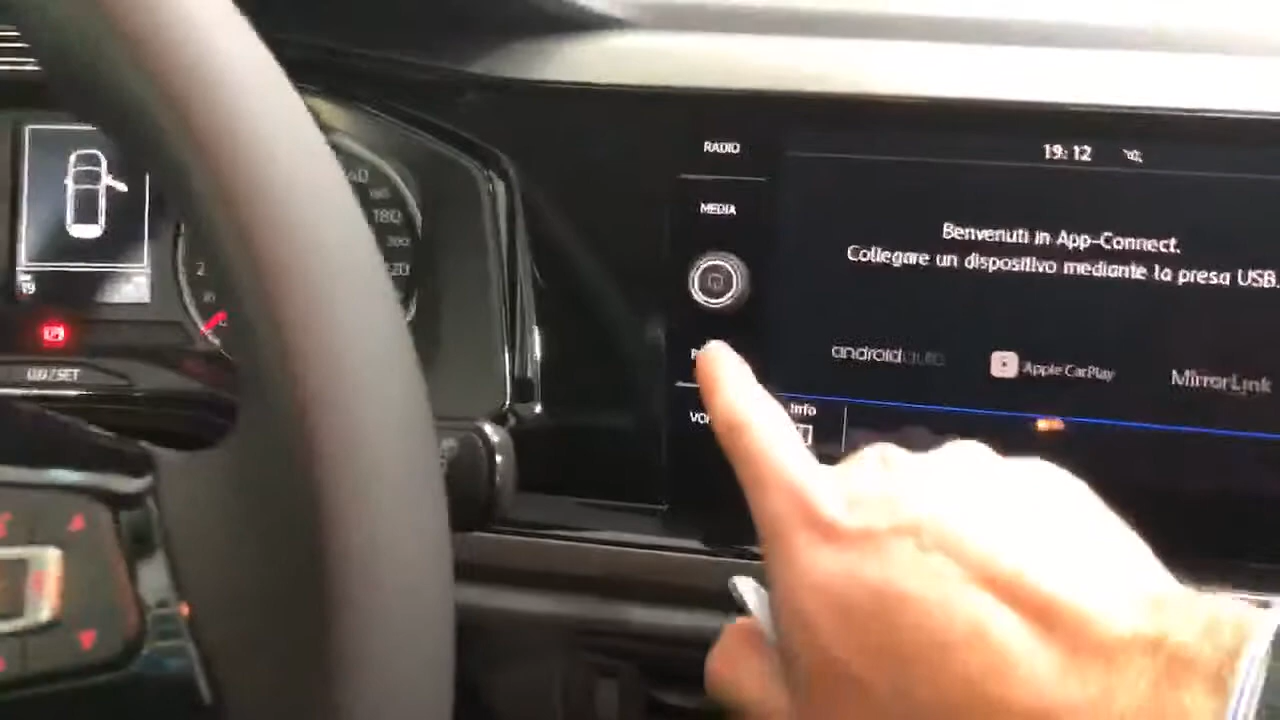 RADIO
MEDIA
19:12
Benvenuti in App-Connect.
Collegare un dispositivo mediante la presa USB.
androidauto
Apple CarPlay
MirrorLink
Info
180